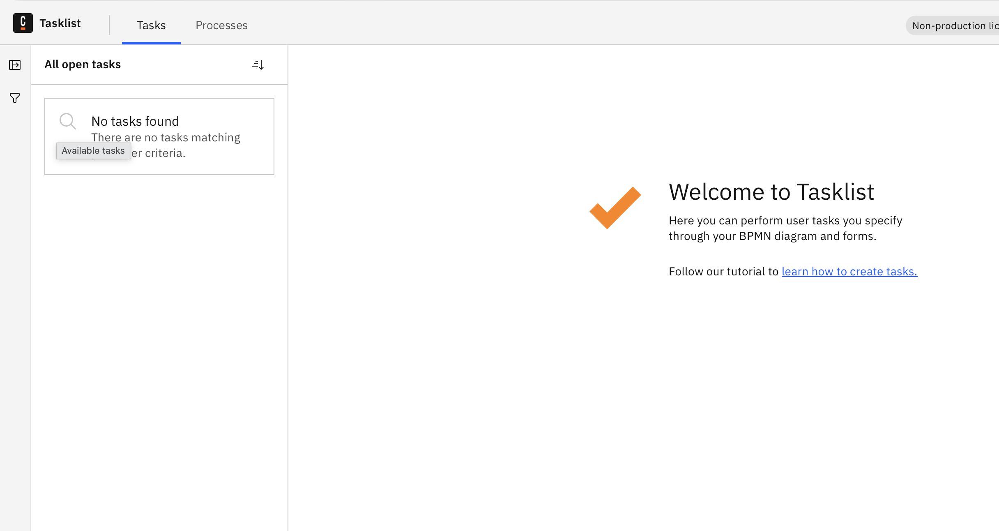 Tasklist
Tasks
Processes
Non-production lic
All open tasks
No tasks found
There are no tasks matching
er criteria.
Available tasks
Welcome to Tasklist
Here you can perform user tasks you specify
through your BPMN diagram and forms.
Follow our tutorial to learn how to create tasks.